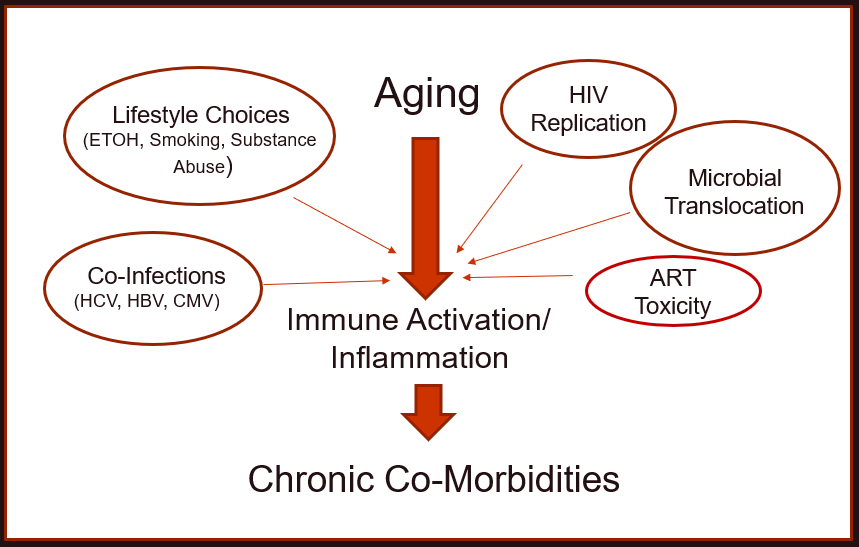 Aging
Lifestyle Choices
(ETOH, Smoking, Substance
Abuse)
HIV
Replication
Microbial
Translocation
Co-Infections
(HCV, HBV, CMV)
ART
Toxicity
Immune Activation/
Inflammation
Chronic Co-Morbidities